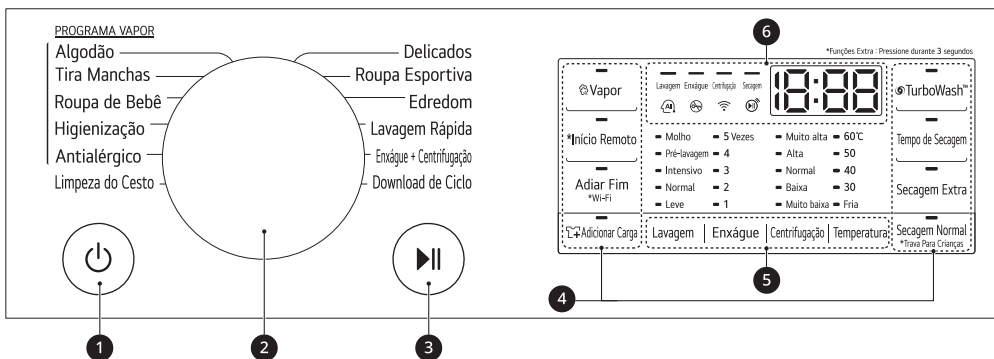 PROGRAMA VAPOR
Algodão
Tira Manchas
Roupa de Bebê
Higienização
Antialérgico
Limpeza do Cesto
Delicados
Roupa Esportiva
Edredom
Lavagem Rápida
Enxágue + Centrifugação
Download de Ciclo
1
2
3
6
*Funções Extra : Pressione durante 3 segundos
Vapor
*Início Remoto
Adiar Fim
*Wi-Fi
Adicionar Carga
Lavagem Enxágue Centrifugação Secagem
AI
18:88
Molho 5 Vezes Muito alta 60℃
Pré-lavagem 4 Alta 50
Intensivo 3 Normal 40
Normal 2 Baixa 30
Leve 1 Muito baixa Fria
Lavagem Enxágue Centrifugação Temperatura
TurboWash™
Tempo de Secagem
Secagem Extra
Secagem Normal
*Trava Para Crianças
4
5